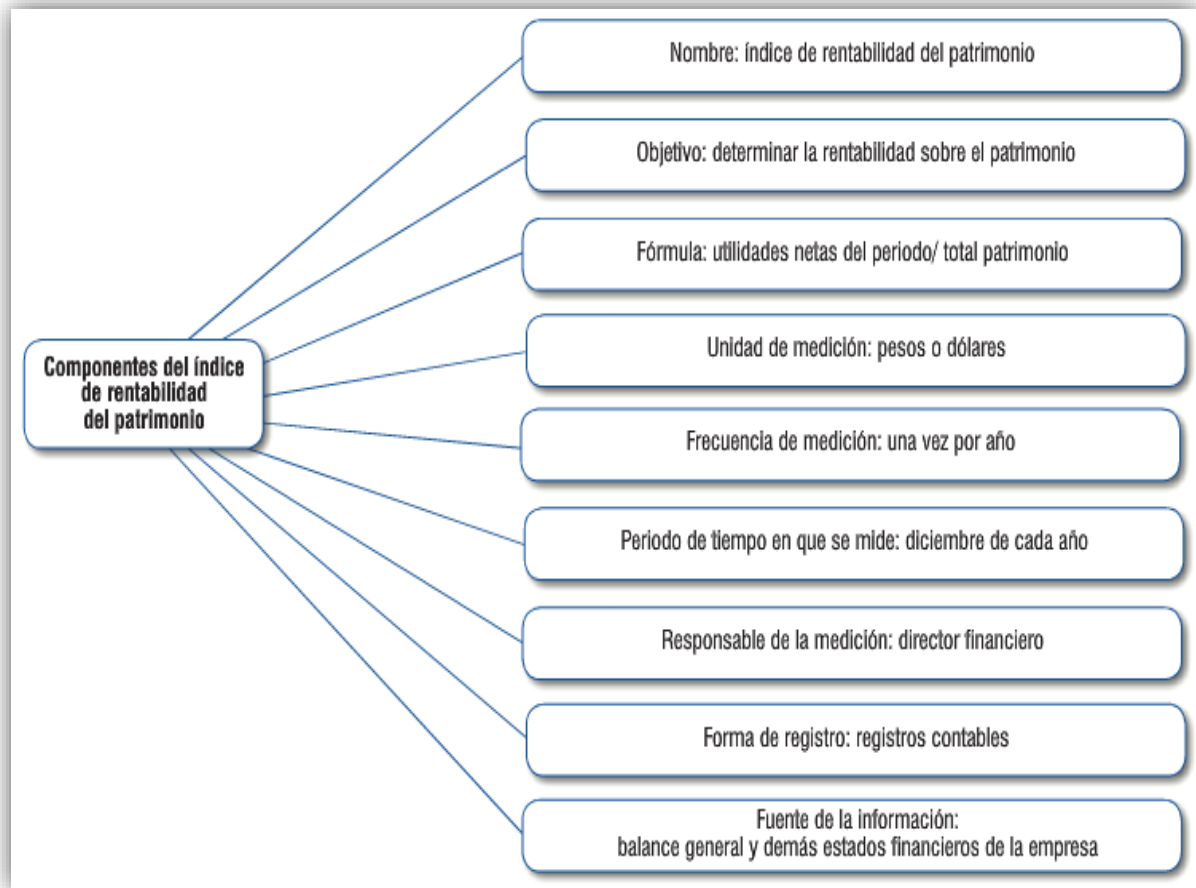 Componentes del índice
de rentabilidad
del patrimonio
Nombre: índice de rentabilidad del patrimonio
Objetivo: determinar la rentabilidad sobre el patrimonio
Fórmula: utilidades netas del periodo/ total patrimonio
Unidad de medición: pesos o dólares
Frecuencia de medición: una vez por año
Periodo de tiempo en que se mide: diciembre de cada año
Responsable de la medición: director financiero
Forma de registro: registros contables
Fuente de la información:
balance general y demás estados financieros de la empresa